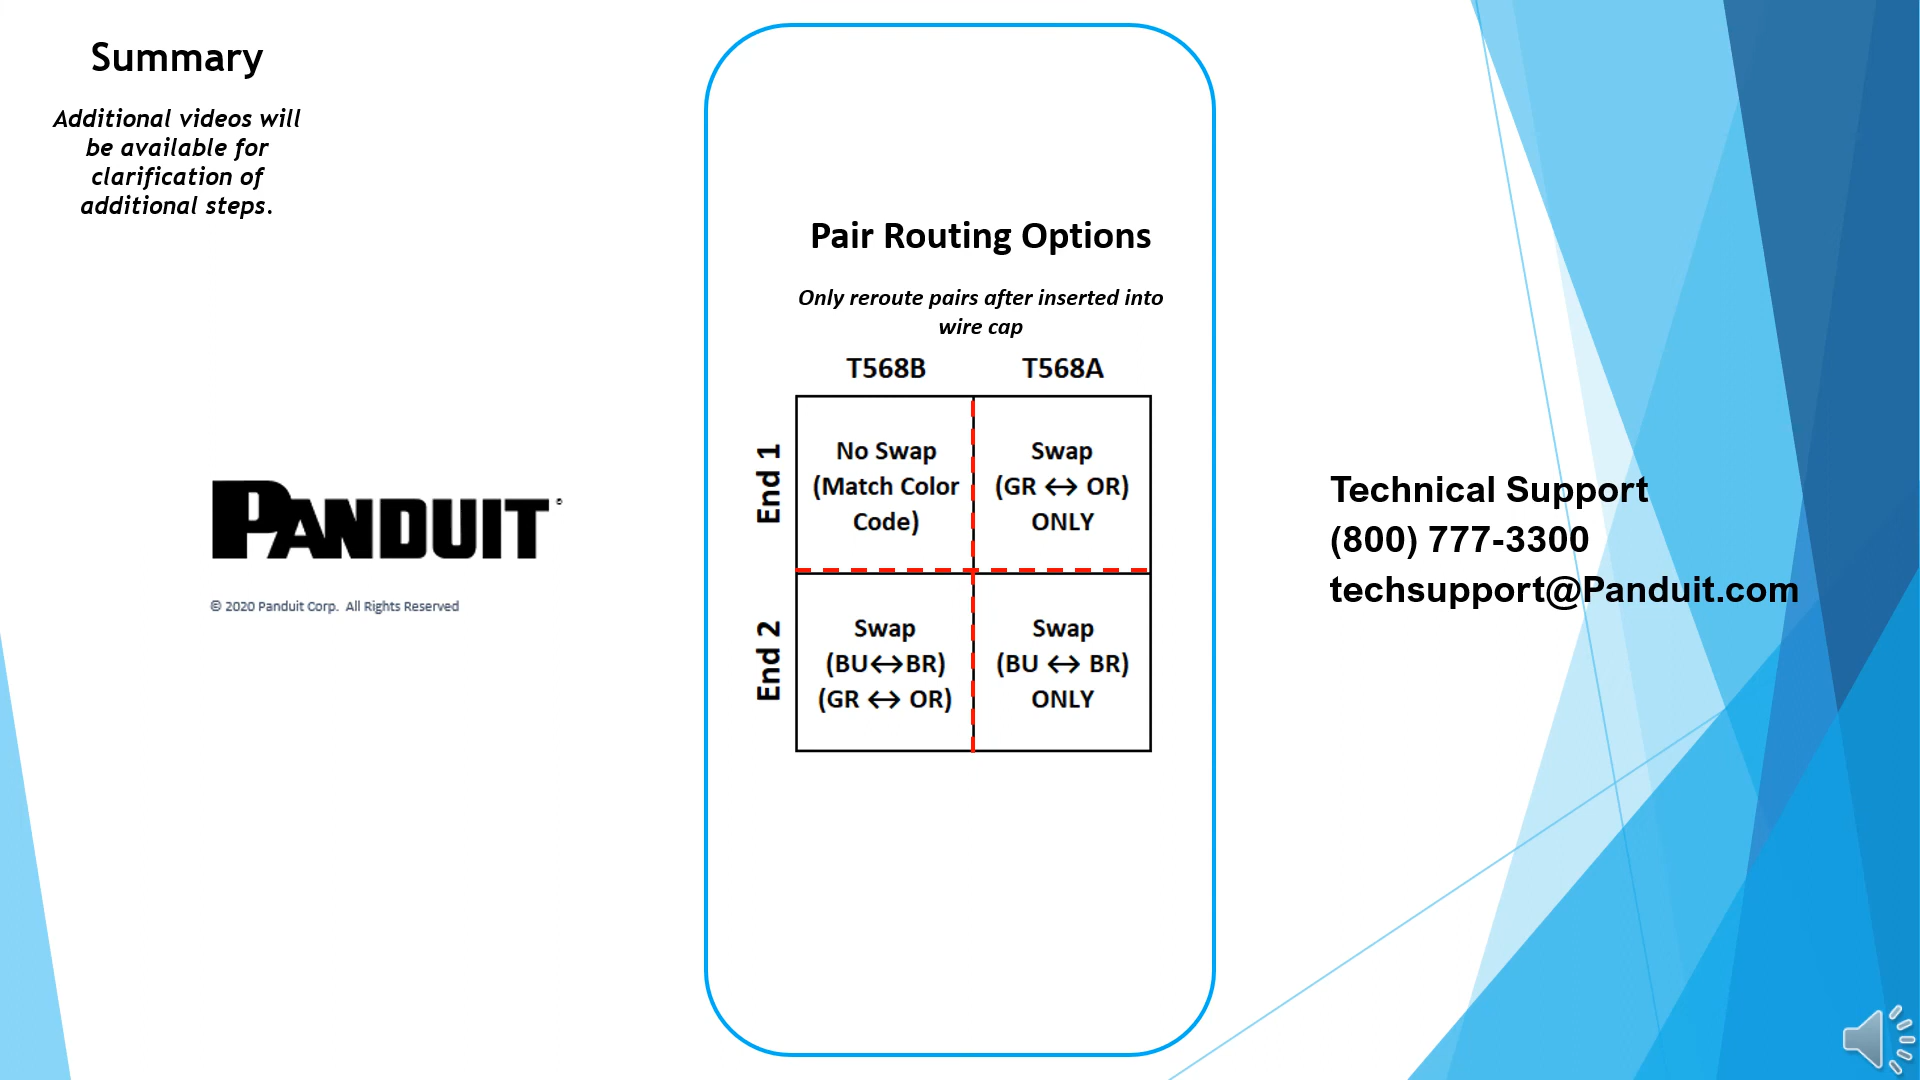 Summary
Additional videos will
be available for
clarification of
additional steps.
PANDUIT
© 2020 Panduit Corp. All Rights Reserved
Pair Routing Options
Only reroute pairs after inserted into
wire cap
T568B T568A
End 1
No Swap
(Match Color
Code)
Swap
(GR ↔ OR)
ONLY
End 2
Swap
(BU↔BR)
(GR ↔ OR)
Swap
(BU ↔ BR)
ONLY
Technical Support
(800) 777-3300
techsupport@Panduit.com